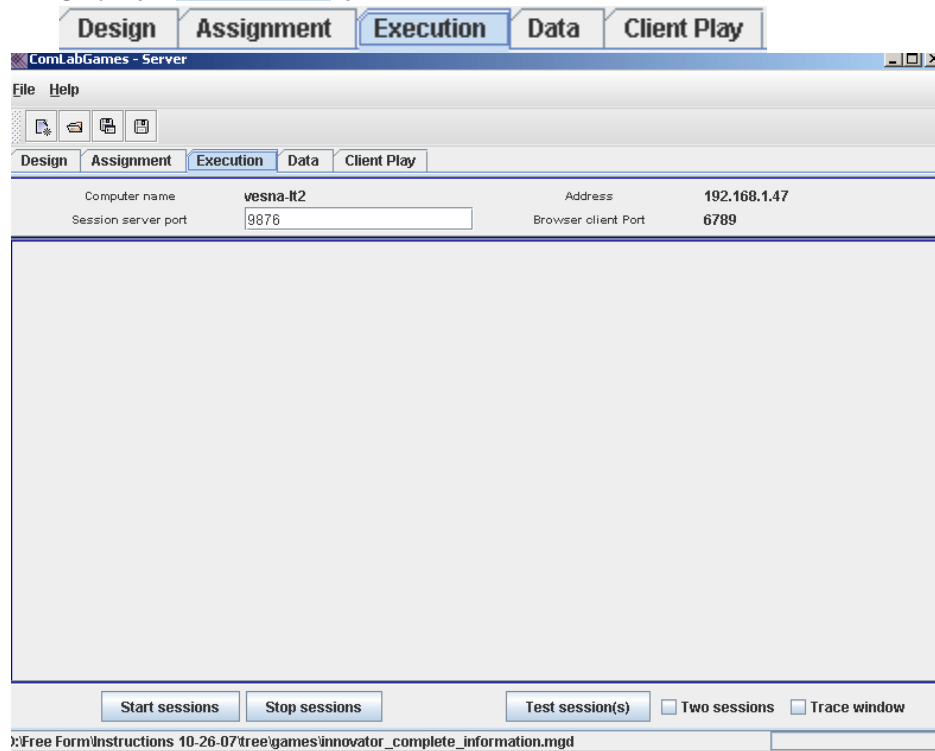 Design Assignment Execution Data Client Play
ComLabGames - Server
File Help
Design Assignment Execution Data Client Play
Computer name vesna-lt2 Address 192.168.1.47
Session server port 9876 Browser client Port 6789
Start sessions Stop sessions Test session(s) Two sessions Trace window
):\Free Form\Instructions 10-26-07\tree\games\innovator_complete_information.mgd